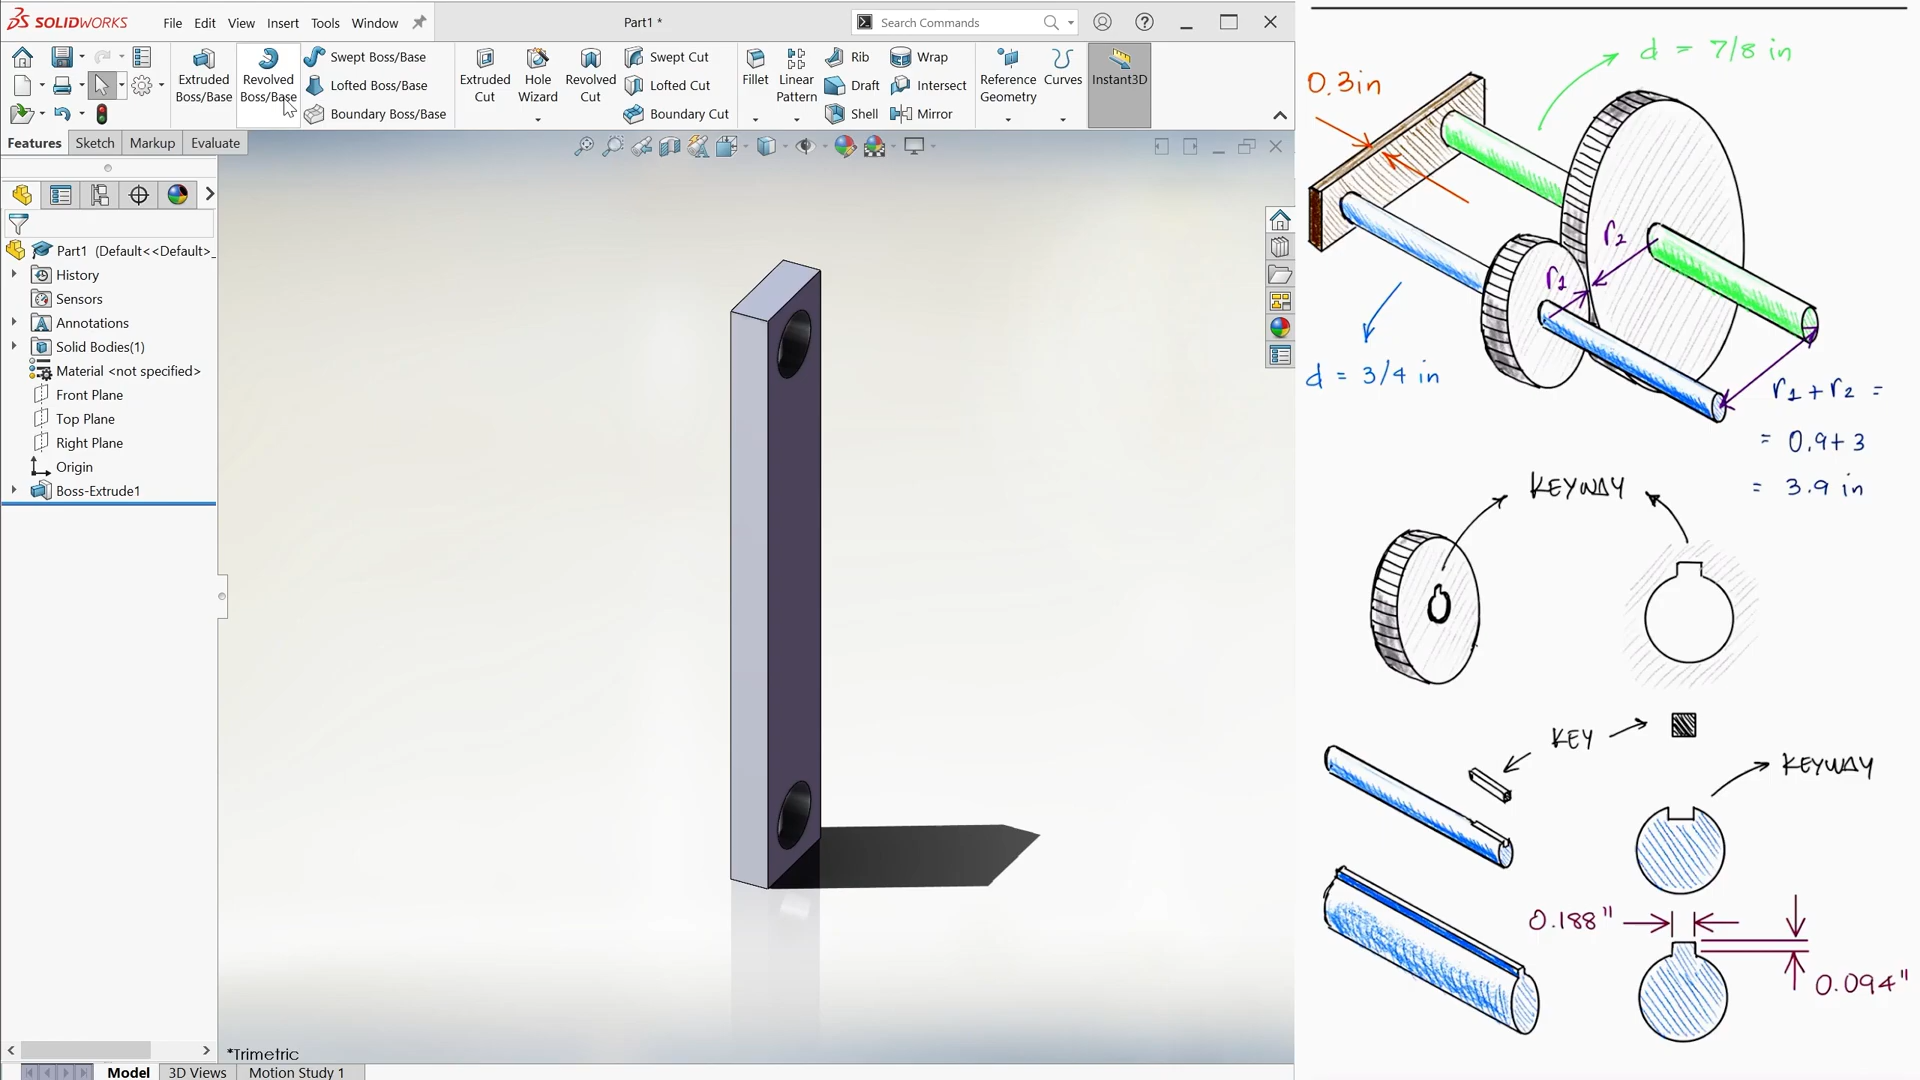 SOLIDWORKS
File Edit View Insert Tools Window
Part1 *
Search Commands
Extruded Boss/Base
Revolved Boss/Base
Swept Boss/Base
Lofted Boss/Base
Boundary Boss/Base
Extruded Cut
Hole Wizard
Revolved Cut
Swept Cut
Lofted Cut
Boundary Cut
Fillet
Linear Pattern
Rib
Draft
Shell
Wrap
Intersect
Mirror
Reference Geometry
Curves
Instant3D
Features Sketch Markup Evaluate
Part1 (Default<<Default>_
History
Sensors
Annotations
Solid Bodies(1)
Material <not specified>
Front Plane
Top Plane
Right Plane
Origin
Boss-Extrude1
*Trimetric
Model 3D Views Motion Study 1
d = 7/8 in
0.3in
r2
r1
d = 3/4 in
r1 + r2 =
= 0.9+3
= 3.9 in
KEYWAY
KEY
KEYWAY
0.188"
0.094"